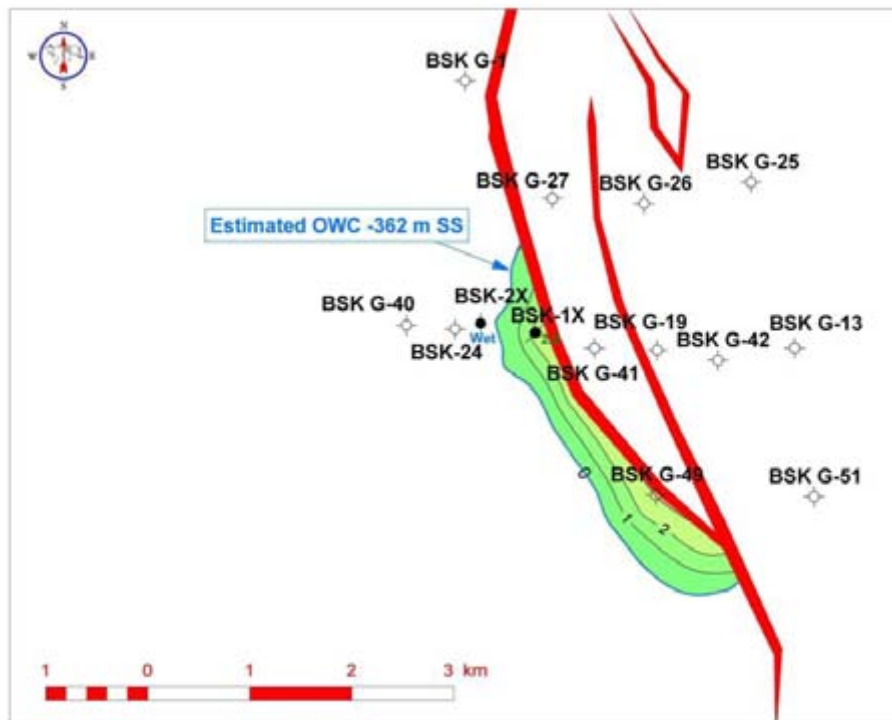 N
W E
S
BSK G-1
BSK G-25
BSK G-27
BSK G-26
Estimated OWC -362 m SS
BSK-2X
BSK G-40
BSK-1X
BSK G-13
BSK G-19
Wet
BSK G-42
BSK-24
BSK G-41
0
BSK G-49
BSK G-51
1
2
1 0 1 2 3 km